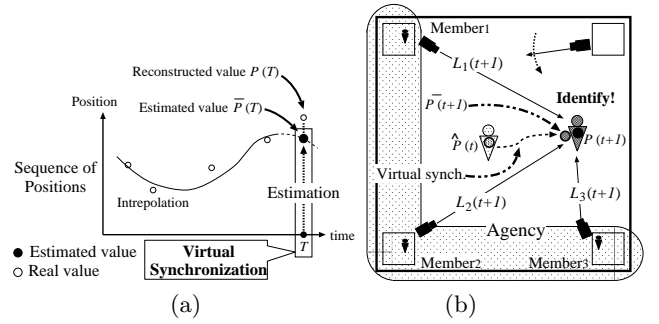 Reconstructed value P (T)
Position
Estimated value P̅ (T)
Sequence of
Positions
Intrepolation
Estimation
time
T
Estimated value
Real value
Virtual
Synchronization
(a)
Member1
L1(t+1)
Identify!
P̅(t+1)
P̂(t)
P(t+1)
Virtual synch.
L2(t+1)
L3(t+1)
Agency
Member2
Member3
(b)